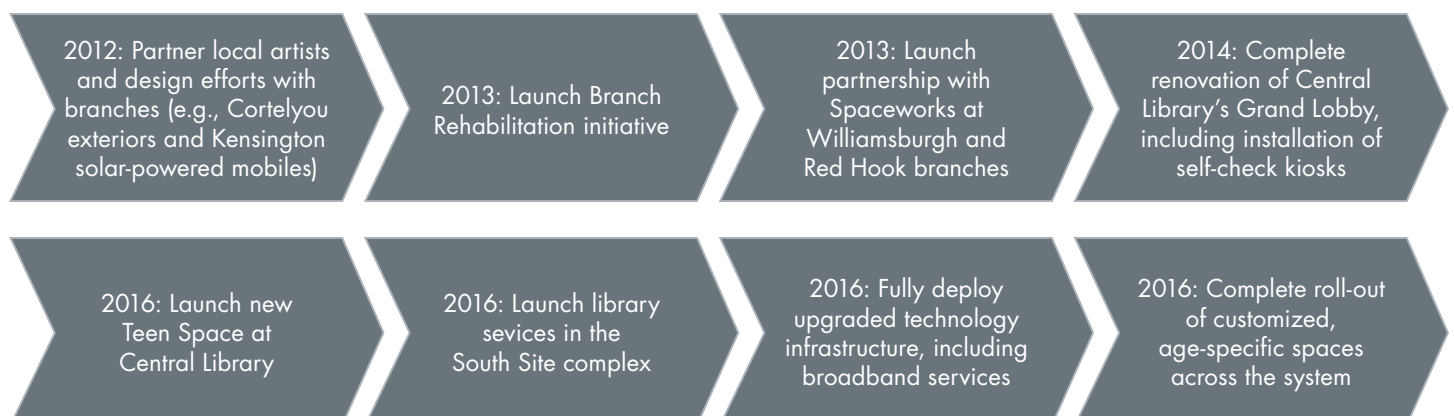 2012: Partner local artists
and design efforts with
branches (e.g., Cortelyou
exteriors and Kensington
solar-powered mobiles)
2013: Launch Branch
Rehabilitation initiative
2013: Launch
partnership with
Spaceworks at
Williamsburgh and
Red Hook branches
2014: Complete
renovation of Central
Library’s Grand Lobby,
including installation of
self-check kiosks
2016: Launch new
Teen Space at
Central Library
2016: Launch library
sevices in the
South Site complex
2016: Fully deploy
upgraded technology
infrastructure, including
broadband services
2016: Complete roll-out
of customized,
age-specific spaces
across the system